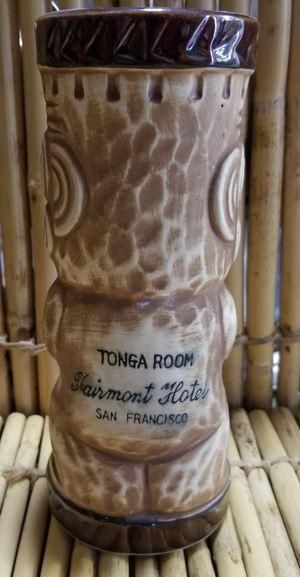 TONGA ROOM
Fairmont Hotel
SAN FRANCISCO